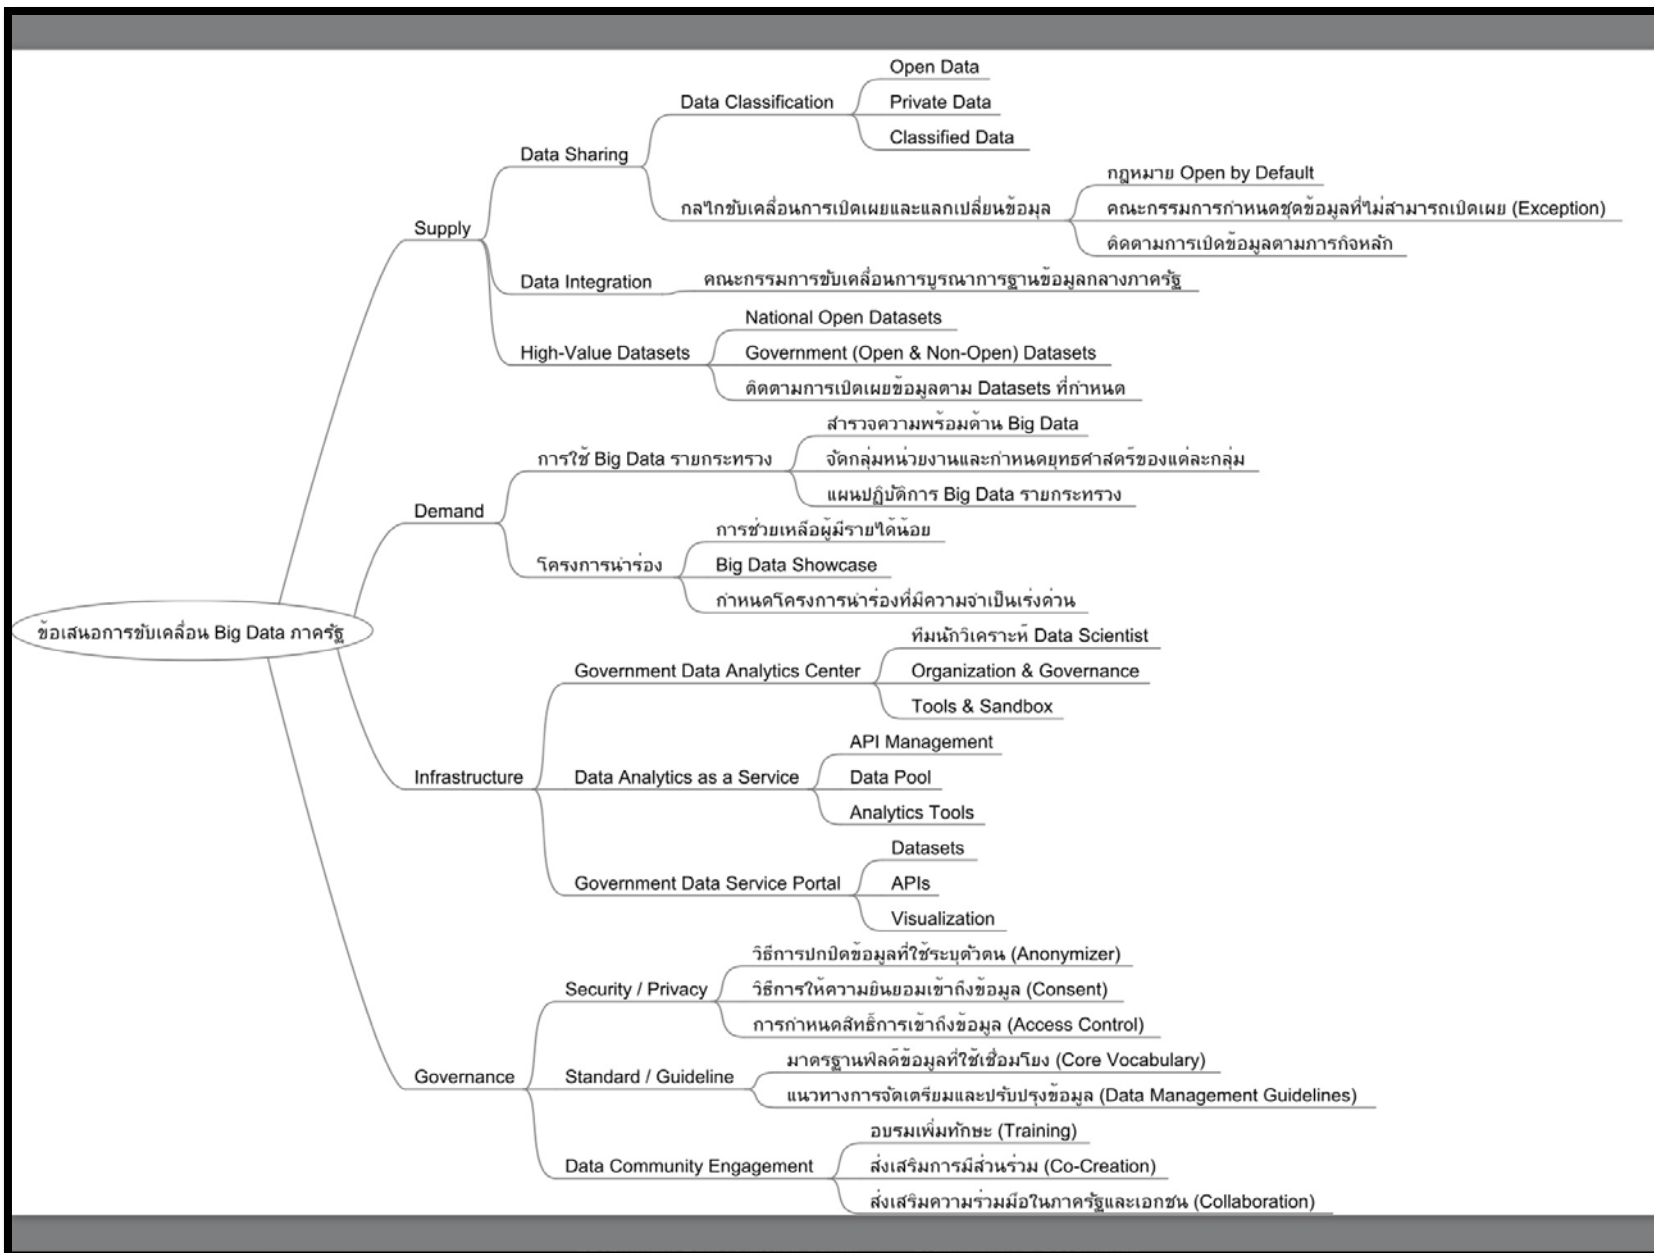 Open Data
Data Classification
Private Data
Classified Data
Data Sharing
กฎหมาย Open by Default
กลไกขับเคลื่อนการเปิดเผยและแลกเปลี่ยนข้อมูล
คณะกรรมการกำหนดชุดข้อมูลที่ไม่สามารถเปิดเผย (Exception)
ติดตามการเปิดข้อมูลตามภารกิจหลัก
Supply
Data Integration
คณะกรรมการขับเคลื่อนการบูรณาการฐานข้อมูลกลางภาครัฐ
National Open Datasets
High-Value Datasets
Government (Open & Non-Open) Datasets
ติดตามการเปิดเผยข้อมูลตาม Datasets ที่กำหนด
สำรวจความพร้อมด้าน Big Data
การใช้ Big Data รายกระทรวง
จัดกลุ่มหน่วยงานและกำหนดยุทธศาสตร์ของแต่ละกลุ่ม
แผนปฏิบัติการ Big Data รายกระทรวง
Demand
การช่วยเหลือผู้มีรายได้น้อย
โครงการนำร่อง
Big Data Showcase
กำหนดโครงการนำร่องที่มีความจำเป็นเร่งด่วน
ข้อเสนอการขับเคลื่อน Big Data ภาครัฐ
ทีมนักวิเคราะห์ Data Scientist
Government Data Analytics Center
Organization & Governance
Tools & Sandbox
API Management
Infrastructure
Data Analytics as a Service
Data Pool
Analytics Tools
Datasets
Government Data Service Portal
APIs
Visualization
วิธีการปกปิดข้อมูลที่ใช้ระบุตัวตน (Anonymizer)
Security / Privacy
วิธีการให้ความยินยอมเข้าถึงข้อมูล (Consent)
การกำหนดสิทธิ์การเข้าถึงข้อมูล (Access Control)
มาตรฐานฟิลด์ข้อมูลที่ใช้เชื่อมโยง (Core Vocabulary)
Governance
Standard / Guideline
แนวทางการจัดเตรียมและปรับปรุงข้อมูล (Data Management Guidelines)
อบรมเพิ่มทักษะ (Training)
Data Community Engagement
ส่งเสริมการมีส่วนร่วม (Co-Creation)
ส่งเสริมความร่วมมือในภาครัฐและเอกชน (Collaboration)